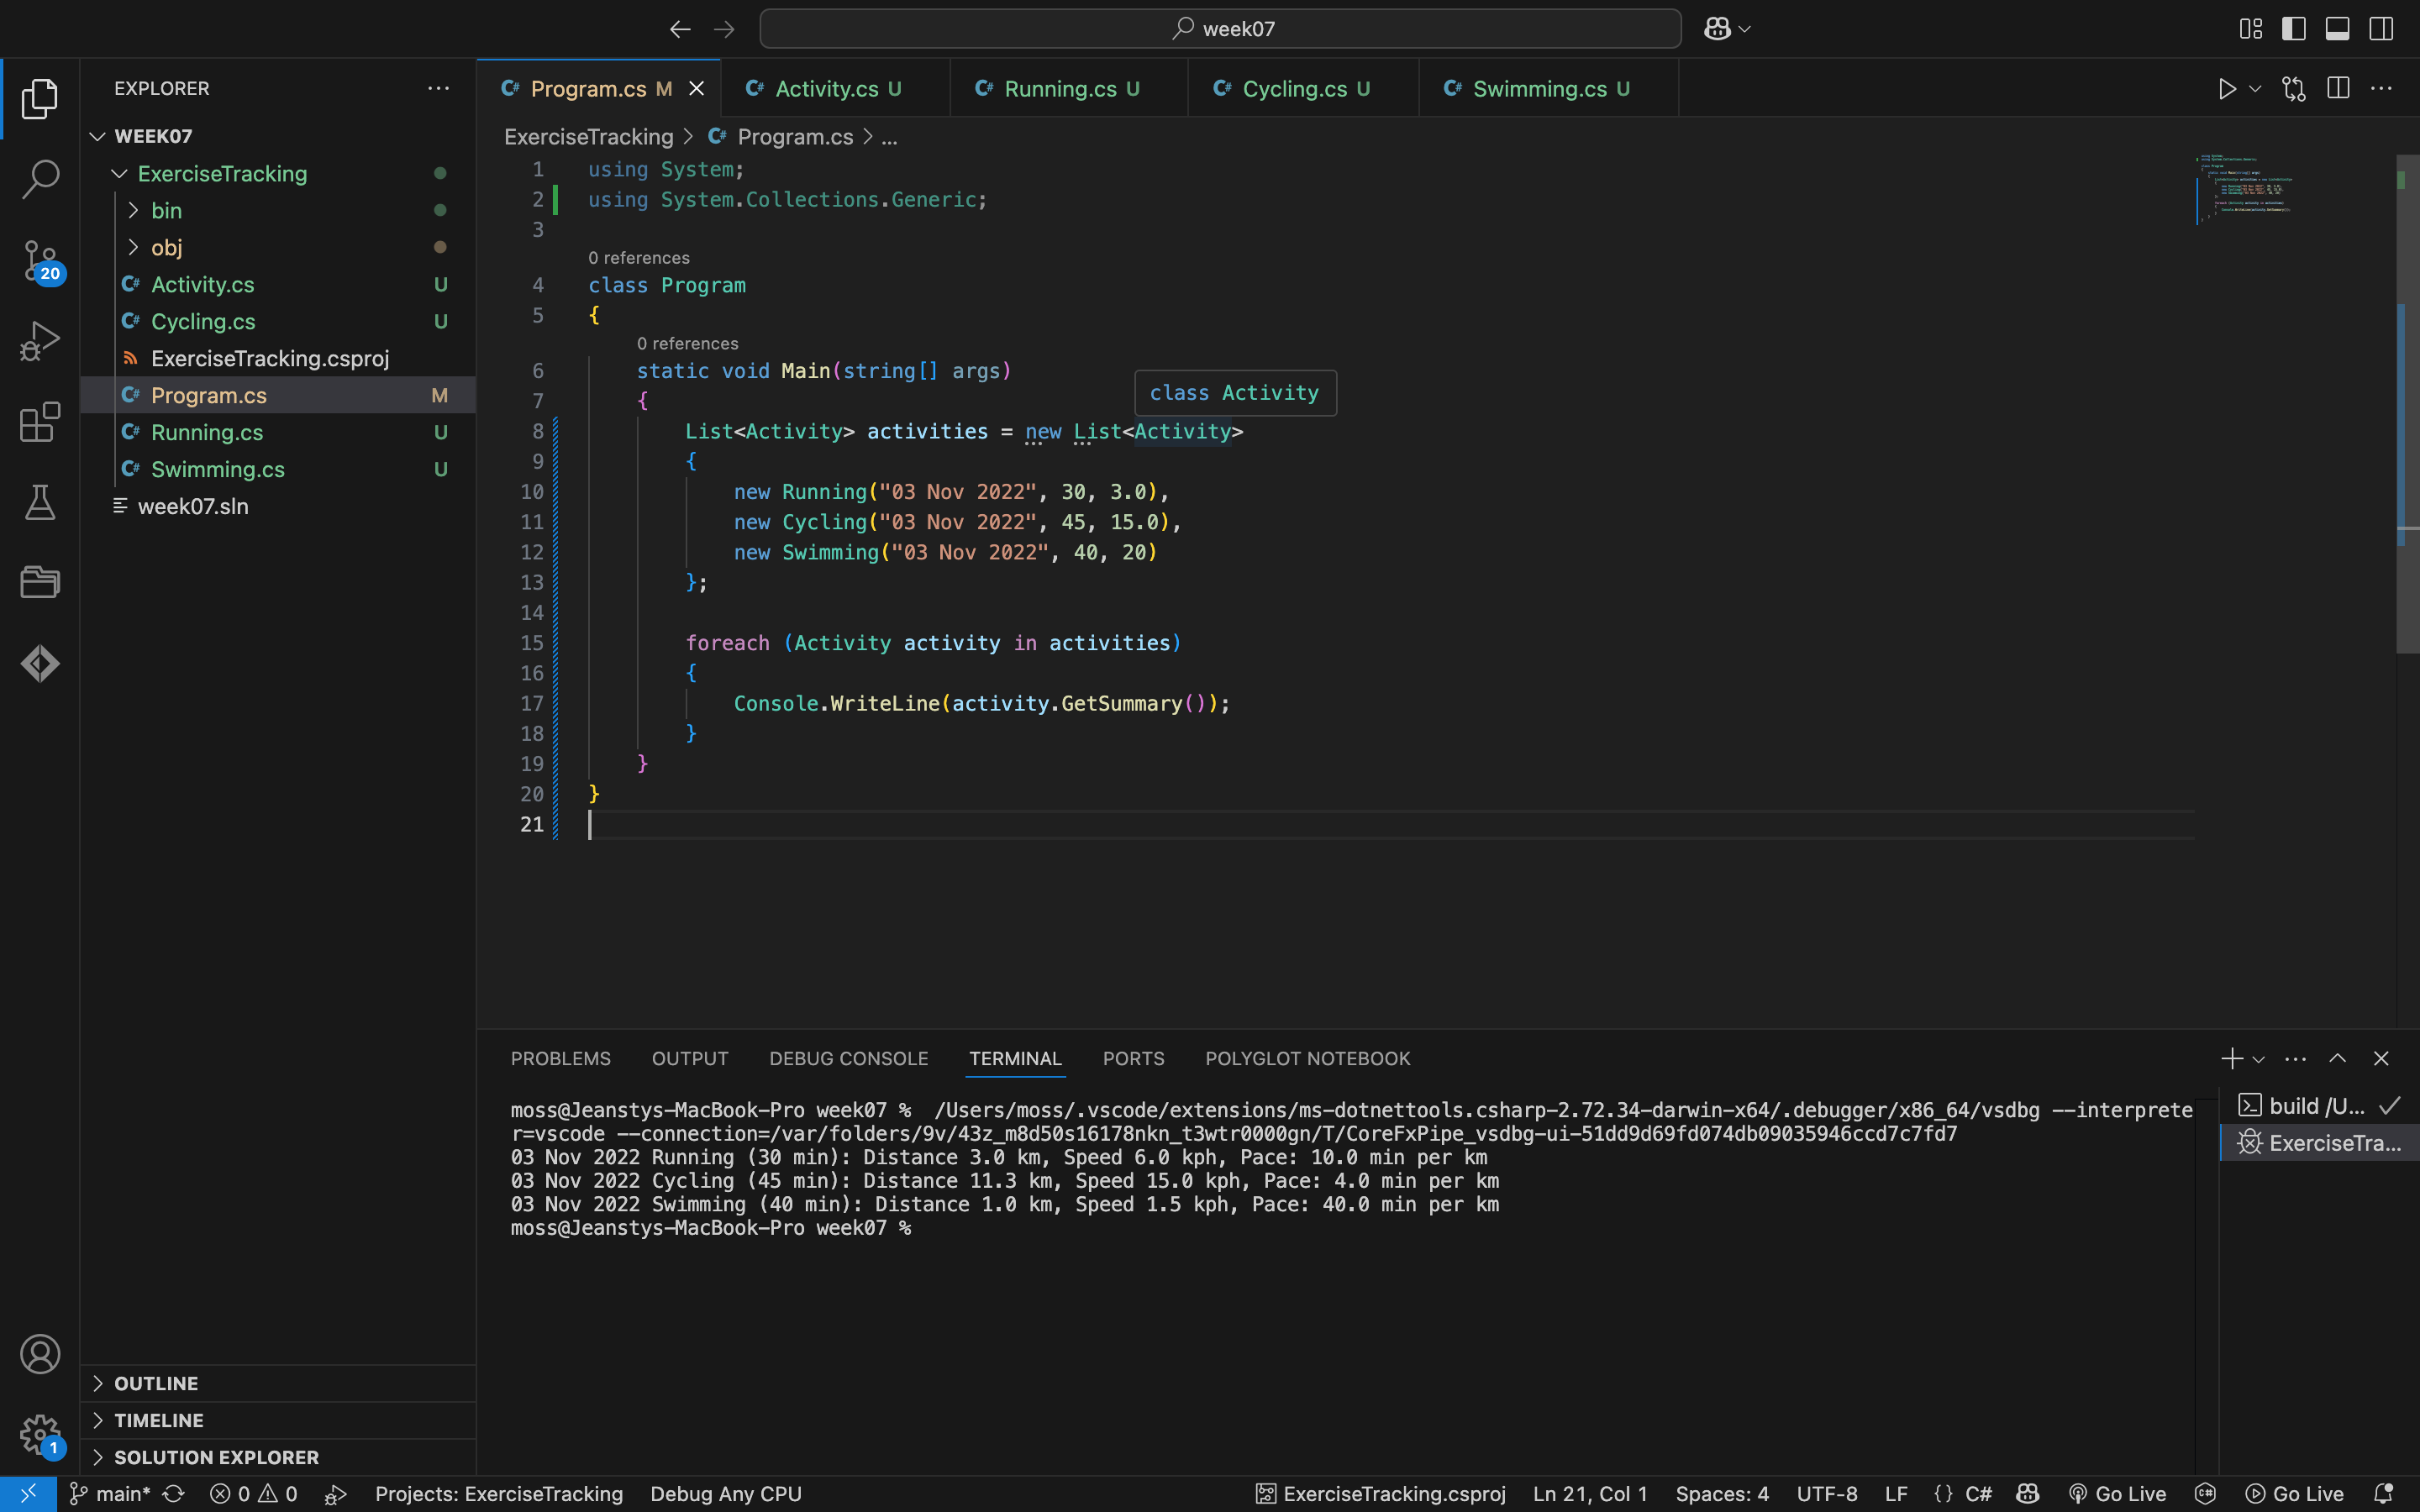 week07
EXPLORER
WEEK07
ExerciseTracking
bin
obj
Activity.cs U
Cycling.cs U
ExerciseTracking.csproj
Program.cs M
Running.cs U
Swimming.cs U
week07.sln
20
OUTLINE
TIMELINE
SOLUTION EXPLORER
1
Program.cs M
Activity.cs U
Running.cs U
Cycling.cs U
Swimming.cs U
ExerciseTracking > Program.cs > ...
1 using System;
2 using System.Collections.Generic;
3
0 references
4 class Program
5 {
0 references
6 static void Main(string[] args)
7 {
class Activity
8 List<Activity> activities = new List<Activity>
9 {
10 new Running("03 Nov 2022", 30, 3.0),
11 new Cycling("03 Nov 2022", 45, 15.0),
12 new Swimming("03 Nov 2022", 40, 20)
13 };
14
15 foreach (Activity activity in activities)
16 {
17 Console.WriteLine(activity.GetSummary());
18 }
19 }
20 }
21
PROBLEMS OUTPUT DEBUG CONSOLE TERMINAL PORTS POLYGLOT NOTEBOOK
moss@Jeanstys-MacBook-Pro week07 % /Users/moss/.vscode/extensions/ms-dotnettools.csharp-2.72.34-darwin-x64/.debugger/x86_64/vsdbg --interprete
r=vscode --connection=/var/folders/9v/43z_m8d50s16178nkn_t3wtr0000gn/T/CoreFxPipe_vsdbg-ui-51dd9d69fd074db09035946ccd7c7fd7
03 Nov 2022 Running (30 min): Distance 3.0 km, Speed 6.0 kph, Pace: 10.0 min per km
03 Nov 2022 Cycling (45 min): Distance 11.3 km, Speed 15.0 kph, Pace: 4.0 min per km
03 Nov 2022 Swimming (40 min): Distance 1.0 km, Speed 1.5 kph, Pace: 40.0 min per km
moss@Jeanstys-MacBook-Pro week07 %
build /U...
ExerciseTra...
main* 0 0 Projects: ExerciseTracking Debug Any CPU ExerciseTracking.csproj Ln 21, Col 1 Spaces: 4 UTF-8 LF {} C# Go Live Go Live